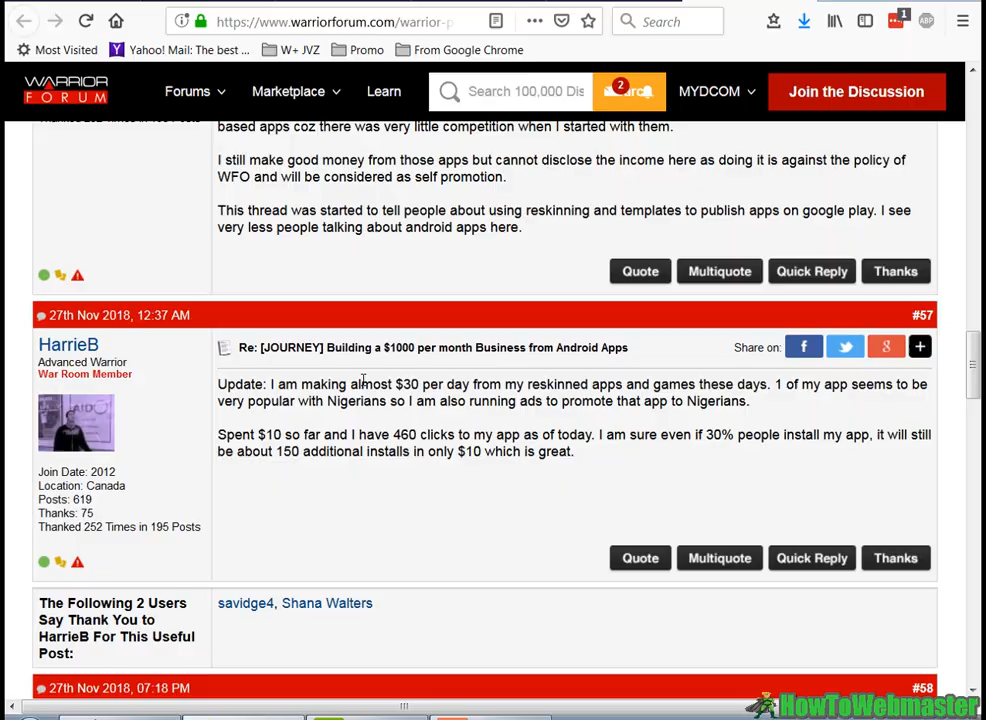 https://www.warriorforum.com/warrior-p
Search
1
ABP
Most Visited
Yahoo! Mail: The best ...
W+ JVZ
Promo
From Google Chrome
WARRIOR
FORUM
Forums
Marketplace
Learn
Search 100,000 Dis
2
MYDCOM
Join the Discussion
based apps coz there was very little competition when I started with them.
I still make good money from those apps but cannot disclose the income here as doing it is against the policy of
WFO and will be considered as self promotion.
This thread was started to tell people about using reskinning and templates to publish apps on google play. I see
very less people talking about android apps here.
Quote
Multiquote
Quick Reply
Thanks
27th Nov 2018, 12:37 AM
#57
HarrieB
Advanced Warrior
War Room Member
Join Date: 2012
Location: Canada
Posts: 619
Thanks: 75
Thanked 252 Times in 195 Posts
Re: [JOURNEY] Building a $1000 per month Business from Android Apps
Share on:
Update: I am making almost $30 per day from my reskinned apps and games these days. 1 of my app seems to be
very popular with Nigerians so I am also running ads to promote that app to Nigerians.
Spent $10 so far and I have 460 clicks to my app as of today. I am sure even if 30% people install my app, it will still
be about 150 additional installs in only $10 which is great.
Quote
Multiquote
Quick Reply
Thanks
The Following 2 Users
Say Thank You to
HarrieB For This Useful
Post:
savidge4, Shana Walters
27th Nov 2018, 07:18 PM
#58
HowToWebmaster